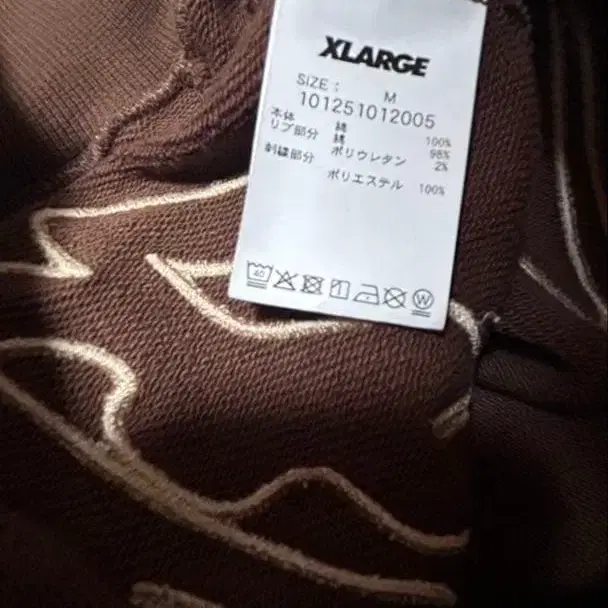 XLARGE
SIZE : M
101251012005
本体 綿 100%
リブ部分 綿 98%
ポリウレタン 2%
刺繍部分
ポリエステル 100%
40
W